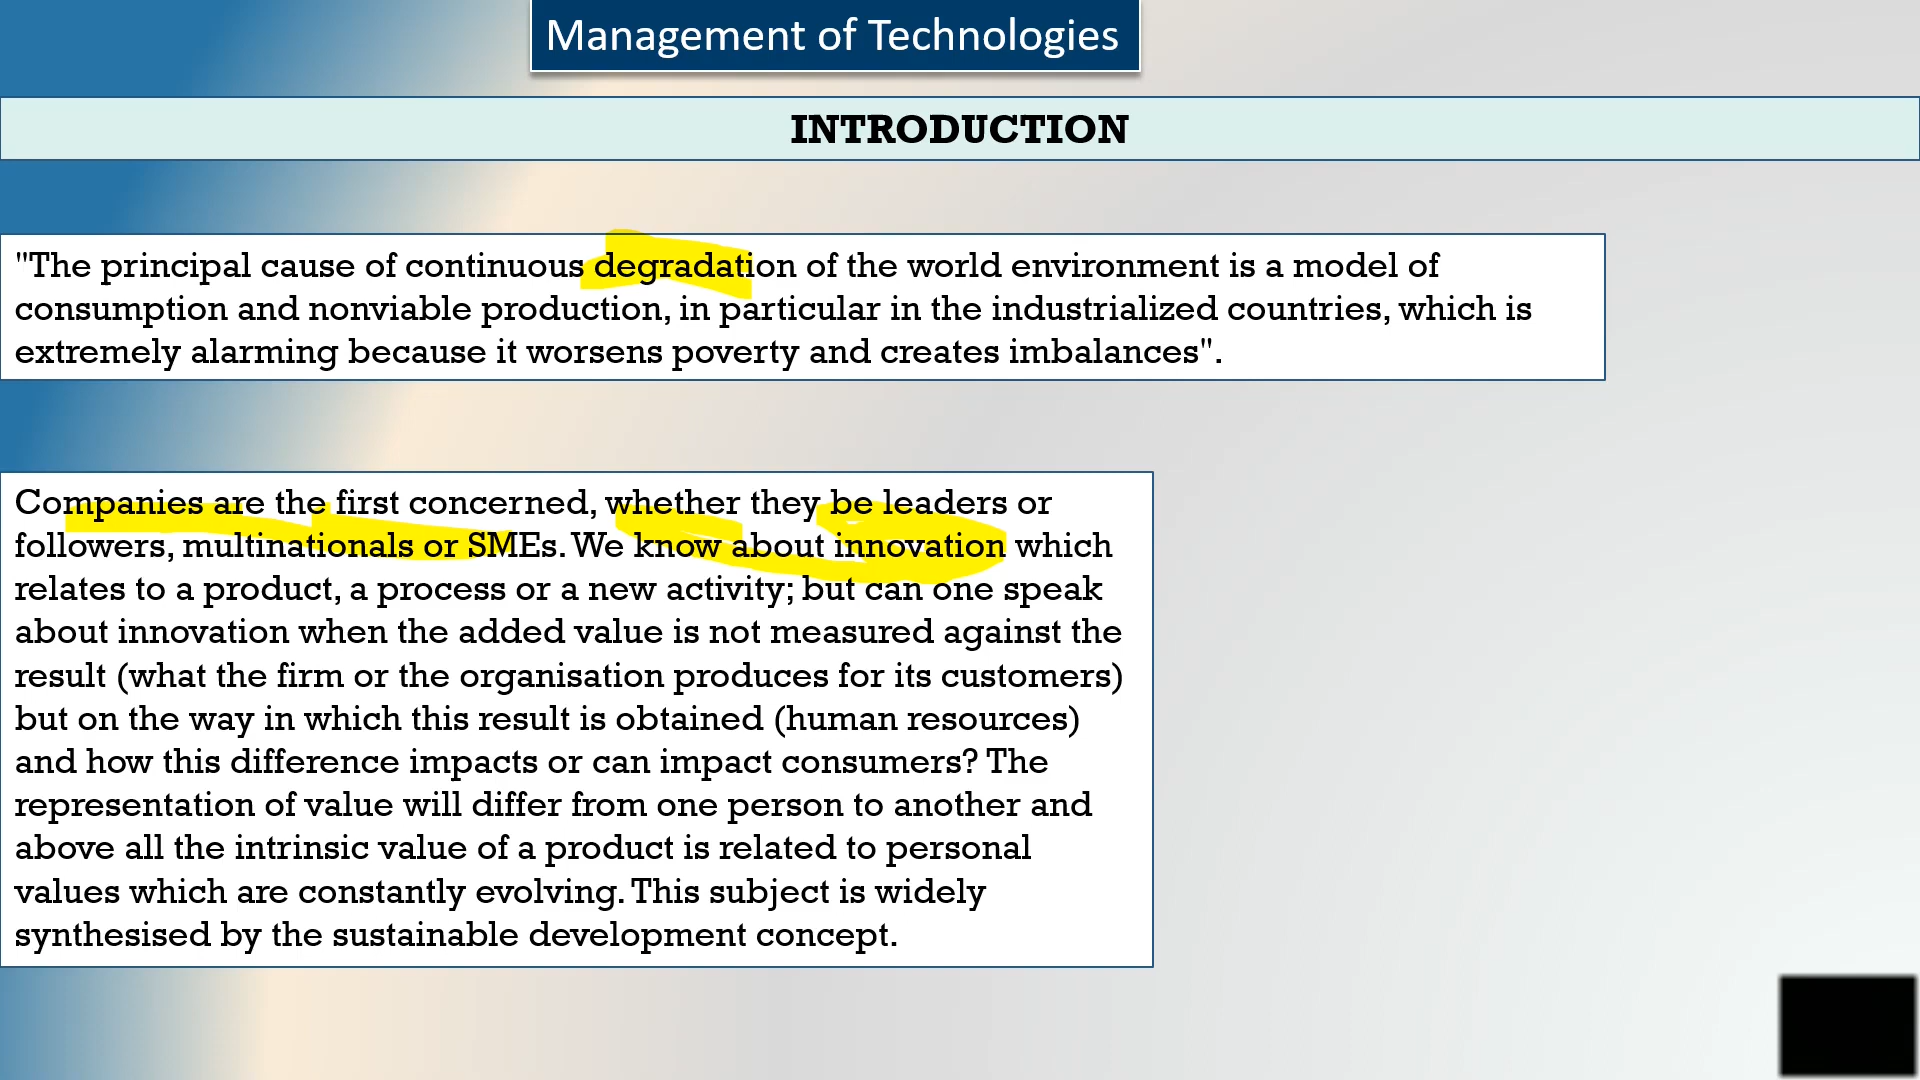 Management of Technologies
INTRODUCTION
"The principal cause of continuous degradation of the world environment is a model of
consumption and nonviable production, in particular in the industrialized countries, which is
extremely alarming because it worsens poverty and creates imbalances".
Companies are the first concerned, whether they be leaders or
followers, multinationals or SMEs. We know about innovation which
relates to a product, a process or a new activity; but can one speak
about innovation when the added value is not measured against the
result (what the firm or the organisation produces for its customers)
but on the way in which this result is obtained (human resources)
and how this difference impacts or can impact consumers? The
representation of value will differ from one person to another and
above all the intrinsic value of a product is related to personal
values which are constantly evolving. This subject is widely
synthesised by the sustainable development concept.